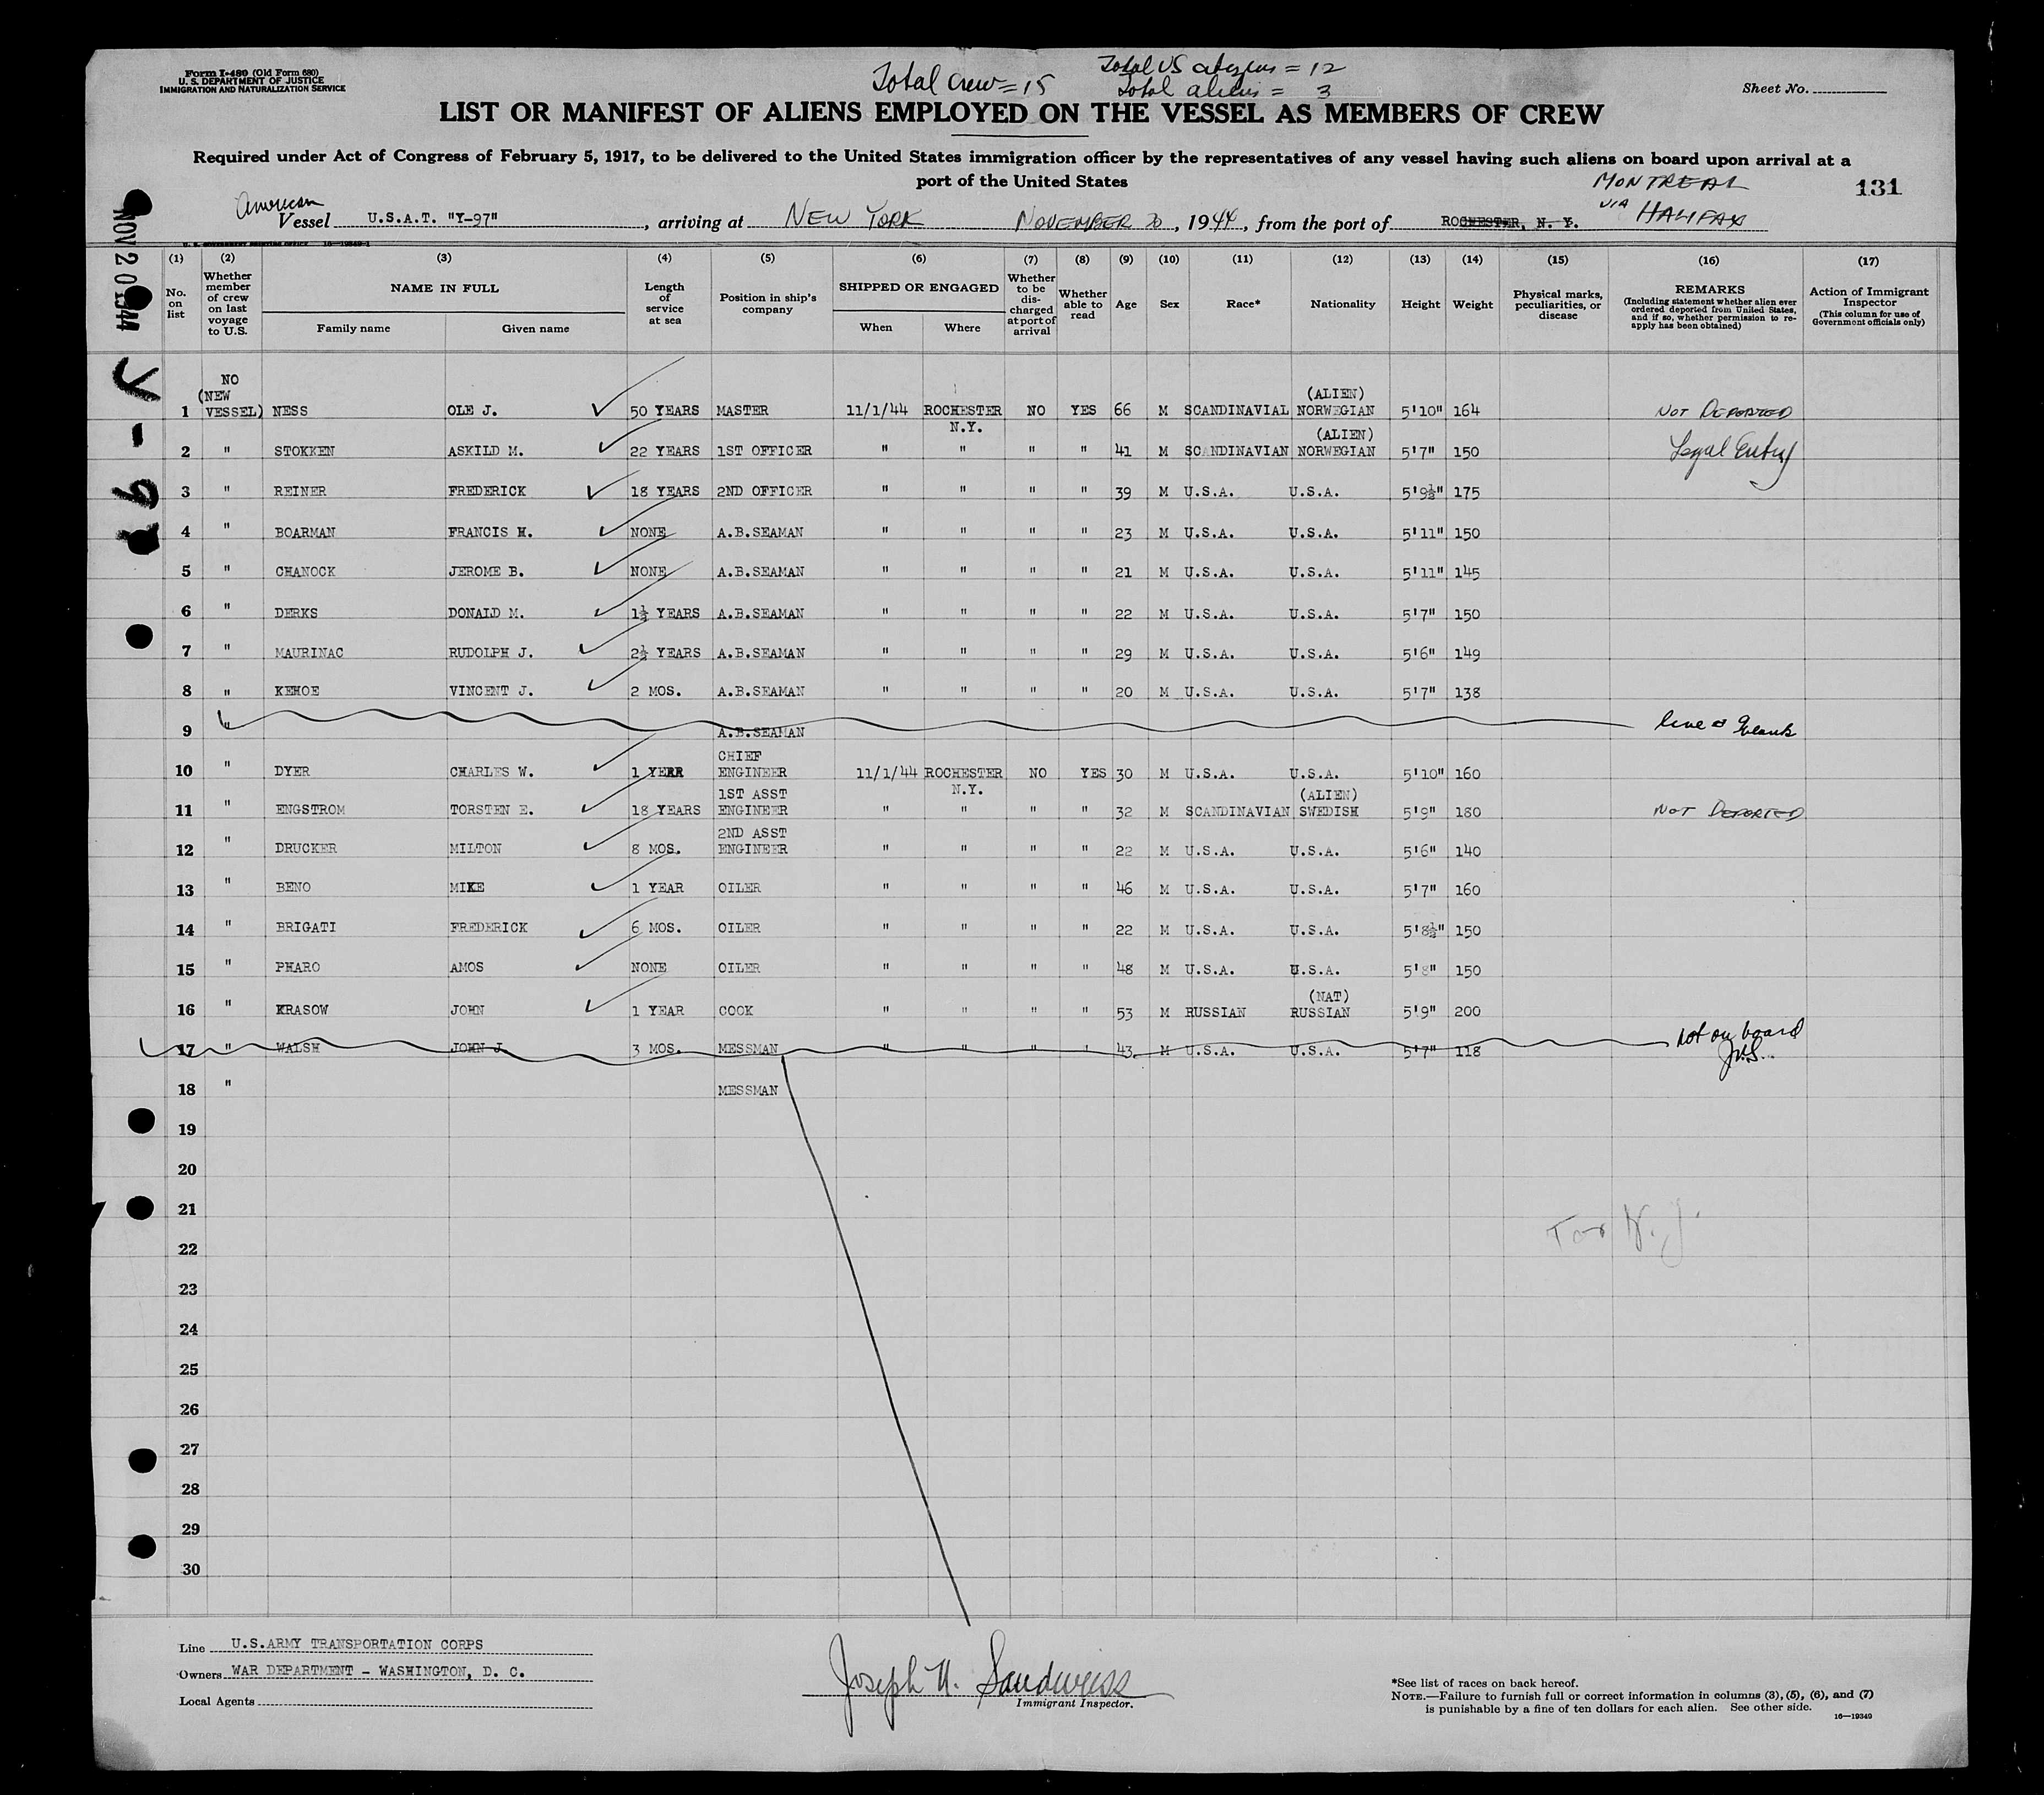 Form I-480 (Old Form 680)
U. S. DEPARTMENT OF JUSTICE
IMMIGRATION AND NATURALIZATION SERVICE
Total crew = 15
Total US citizens = 12
Total aliens = 3
Sheet No.
LIST OR MANIFEST OF ALIENS EMPLOYED ON THE VESSEL AS MEMBERS OF CREW
Required under Act of Congress of February 5, 1917, to be delivered to the United States immigration officer by the representatives of any vessel having such aliens on board upon arrival at a
port of the United States
131
MONTREAL
American
Vessel U.S.A.T. "Y-97", arriving at NEW YORK NOVEMBER 20, 1944, from the port of ROCHESTER, N. Y. VIA HALIFAX
U. S. GOVERNMENT PRINTING OFFICE 16—19349-1
NOV 20 1944
Y-97
(1) (2) (3) (4) (5) (6) (7) (8) (9) (10) (11) (12) (13) (14) (15) (16) (17)
No. on list
Whether member of crew on last voyage to U.S.
NAME IN FULL
Family name
Given name
Length of service at sea
Position in ship's company
SHIPPED OR ENGAGED
When
Where
Whether to be discharged at port of arrival
Whether able to read
Age
Sex
Race*
Nationality
Height
Weight
Physical marks, peculiarities, or disease
REMARKS
(Including statement whether alien ever ordered deported from United States, and if so, whether permission to reapply has been obtained)
Action of Immigrant Inspector
(This column for use of Government officials only)
1 NO (NEW VESSEL) NESS OLE J. 50 YEARS MASTER 11/1/44 ROCHESTER N.Y. NO YES 66 M SCANDINAVIAL (ALIEN) NORWEGIAN 5'10" 164 NOT DEPORTED
2 " STOKKEN ASKILD M. 22 YEARS 1ST OFFICER " " " " 41 M SCANDINAVIAN (ALIEN) NORWEGIAN 5'7" 150 Legal Entry
3 " REINER FREDERICK 18 YEARS 2ND OFFICER " " " " 39 M U.S.A. U.S.A. 5'9½" 175
4 " BOARMAN FRANCIS H. NONE A.B.SEAMAN " " " " 23 M U.S.A. U.S.A. 5'11" 150
5 " CHANOCK JEROME B. NONE A.B.SEAMAN " " " " 21 M U.S.A. U.S.A. 5'11" 145
6 " DERKS DONALD M. 1½ YEARS A.B.SEAMAN " " " " 22 M U.S.A. U.S.A. 5'7" 150
7 " MAURINAC RUDOLPH J. 2½ YEARS A.B.SEAMAN " " " " 29 M U.S.A. U.S.A. 5'6" 149
8 " KEHOE VINCENT J. 2 MOS. A.B.SEAMAN " " " " 20 M U.S.A. U.S.A. 5'7" 138
9 " A.B.SEAMAN line 9 blank
10 " DYER CHARLES W. 1 YEAR CHIEF ENGINEER 11/1/44 ROCHESTER N.Y. NO YES 30 M U.S.A. U.S.A. 5'10" 160
11 " ENGSTROM TORSTEN E. 18 YEARS 1ST ASST ENGINEER " " " " 32 M SCANDINAVIAN (ALIEN) SWEDISH 5'9" 180 NOT DEPORTED
12 " DRUCKER MILTON 8 MOS. 2ND ASST ENGINEER " " " " 22 M U.S.A. U.S.A. 5'6" 140
13 " BENO MIKE 1 YEAR OILER " " " " 46 M U.S.A. U.S.A. 5'7" 160
14 " BRIGATI FREDERICK 6 MOS. OILER " " " " 22 M U.S.A. U.S.A. 5'8½" 150
15 " PHARO AMOS NONE OILER " " " " 48 M U.S.A. U.S.A. 5'8" 150
16 " KRASOW JOHN 1 YEAR COOK " " " " 53 M RUSSIAN (NAT) RUSSIAN 5'9" 200
17 " WALSH JOHN J. 3 MOS. MESSMAN " " " " 43 M U.S.A. U.S.A. 5'7" 118 not on board
18 " MESSMAN
19
20
21
22
23
24
25
26
27
28
29
30
Line U.S.ARMY TRANSPORTATION CORPS
Owners WAR DEPARTMENT - WASHINGTON, D. C.
Local Agents
Joseph N. Sandweiss
Immigrant Inspector.
*See list of races on back hereof.
NOTE.—Failure to furnish full or correct information in columns (3), (5), (6), and (7)
is punishable by a fine of ten dollars for each alien. See other side.
16—19349